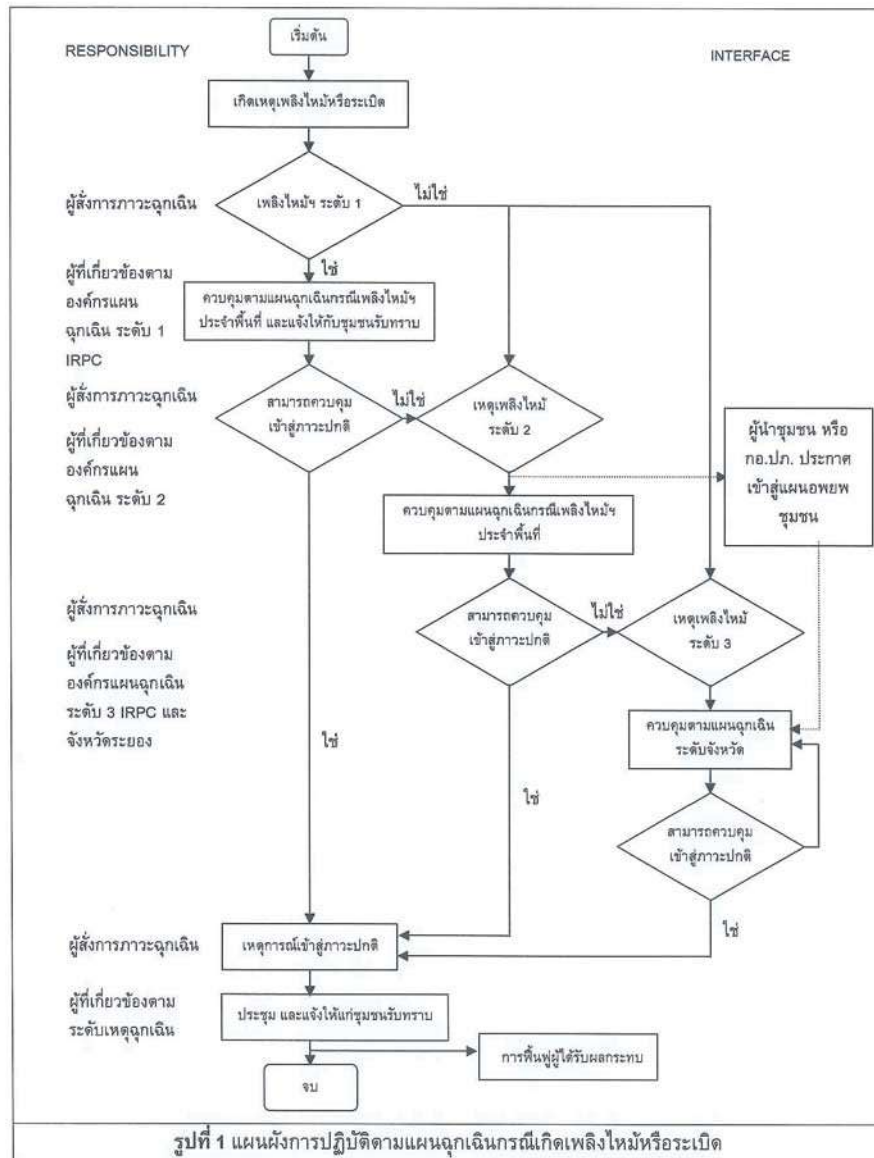 เริ่มต้น
RESPONSIBILITY
INTERFACE
เกิดเหตุเพลิงไหม้หรือระเบิด
ผู้สั่งการภาวะฉุกเฉิน
เพลิงไหม้ฯ ระดับ 1
ไม่ใช่
ใช่
ผู้ที่เกี่ยวข้องตาม
องค์กรแผน
ฉุกเฉิน ระดับ 1
IRPC
ควบคุมตามแผนฉุกเฉินกรณีเพลิงไหม้ฯ
ประจำพื้นที่ และแจ้งให้กับชุมชนรับทราบ
ผู้สั่งการภาวะฉุกเฉิน
สามารถควบคุม
เข้าสู่ภาวะปกติ
ไม่ใช่
เหตุเพลิงไหม้
ระดับ 2
ผู้ที่เกี่ยวข้องตาม
องค์กรแผน
ฉุกเฉิน ระดับ 2
ผู้นำชุมชน หรือ
กอ.ปภ. ประกาศ
เข้าสู่แผนอพยพ
ชุมชน
ควบคุมตามแผนฉุกเฉินกรณีเพลิงไหม้ฯ
ประจำพื้นที่
ผู้สั่งการภาวะฉุกเฉิน
สามารถควบคุม
เข้าสู่ภาวะปกติ
ไม่ใช่
เหตุเพลิงไหม้
ระดับ 3
ผู้ที่เกี่ยวข้องตาม
องค์กรแผนฉุกเฉิน
ระดับ 3 IRPC และ
จังหวัดระยอง
ควบคุมตามแผนฉุกเฉิน
ระดับจังหวัด
ใช่
ใช่
สามารถควบคุม
เข้าสู่ภาวะปกติ
ใช่
ผู้สั่งการภาวะฉุกเฉิน
เหตุการณ์เข้าสู่ภาวะปกติ
ผู้ที่เกี่ยวข้องตาม
ระดับเหตุฉุกเฉิน
ประชุม และแจ้งให้แก่ชุมชนรับทราบ
การฟื้นฟูผู้ได้รับผลกระทบ
จบ
รูปที่ 1 แผนผังการปฏิบัติตามแผนฉุกเฉินกรณีเกิดเพลิงไหม้หรือระเบิด